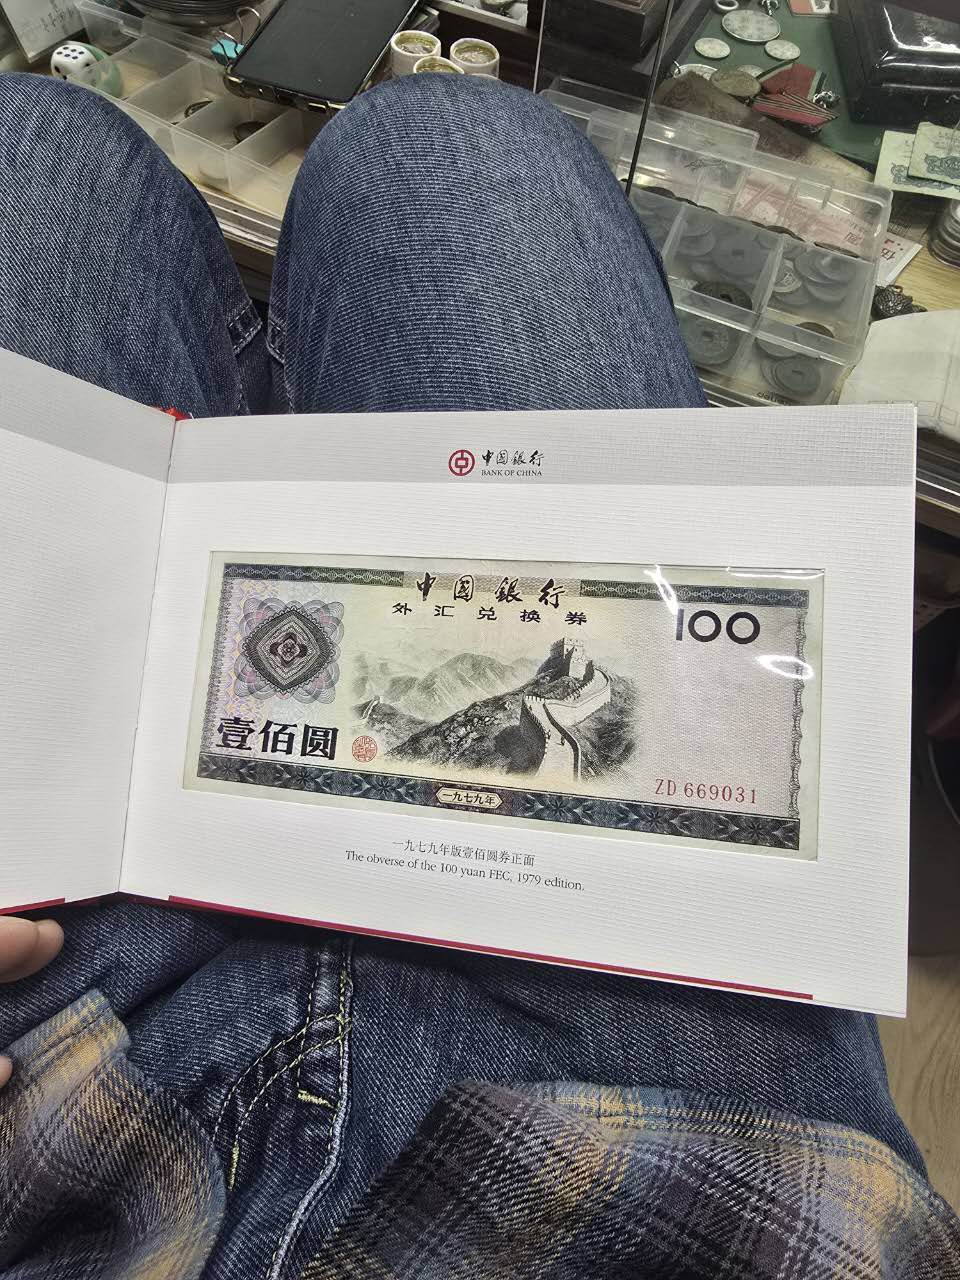 中国銀行
BANK OF CHINA
中国銀行
外汇兑换券
100
壹佰圆
ZD 669031
一九七九年
一九七九年版壹佰圆券正面
The obverse of the 100 yuan FEC, 1979 edition.